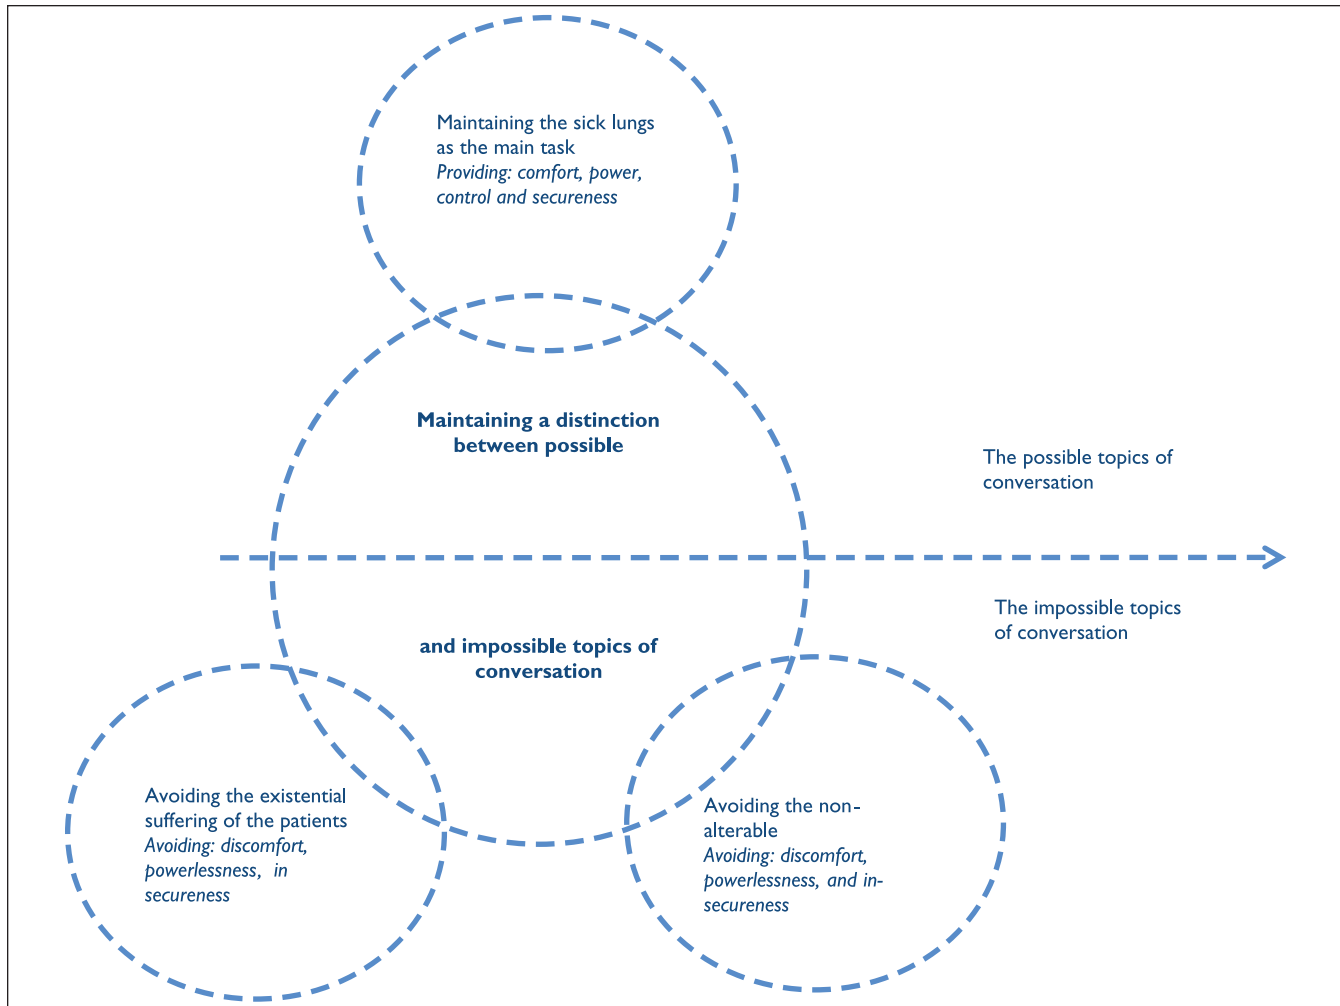 Maintaining the sick lungs
as the main task
Providing: comfort, power,
control and secureness
Maintaining a distinction
between possible
The possible topics of
conversation
The impossible topics
of conversation
and impossible topics of
conversation
Avoiding the existential
suffering of the patients
Avoiding: discomfort,
powerlessness, in
secureness
Avoiding the non-
alterable
Avoiding: discomfort,
powerlessness, and in-
secureness